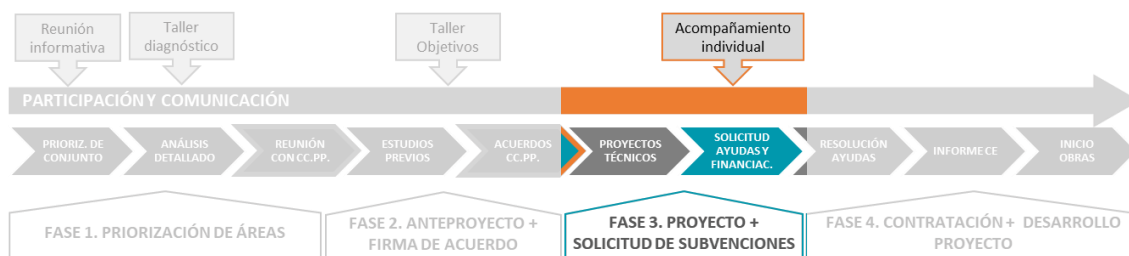 Reunión
informativa
Taller
diagnóstico
Taller
Objetivos
Acompañamiento
individual
PARTICIPACIÓN Y COMUNICACIÓN
PRIORIZ. DE
CONJUNTO
ANÁLISIS
DETALLADO
REUNIÓN
CON CC.PP.
ESTUDIOS
PREVIOS
ACUERDOS
CC.PP.
PROYECTOS
TÉCNICOS
SOLICITUD
AYUDAS Y
FINANCIAC.
RESOLUCIÓN
AYUDAS
INFORME CE
INICIO
OBRAS
FASE 1. PRIORIZACIÓN DE ÁREAS
FASE 2. ANTEPROYECTO +
FIRMA DE ACUERDO
FASE 3. PROYECTO +
SOLICITUD DE SUBVENCIONES
FASE 4. CONTRATACIÓN + DESARROLLO
PROYECTO